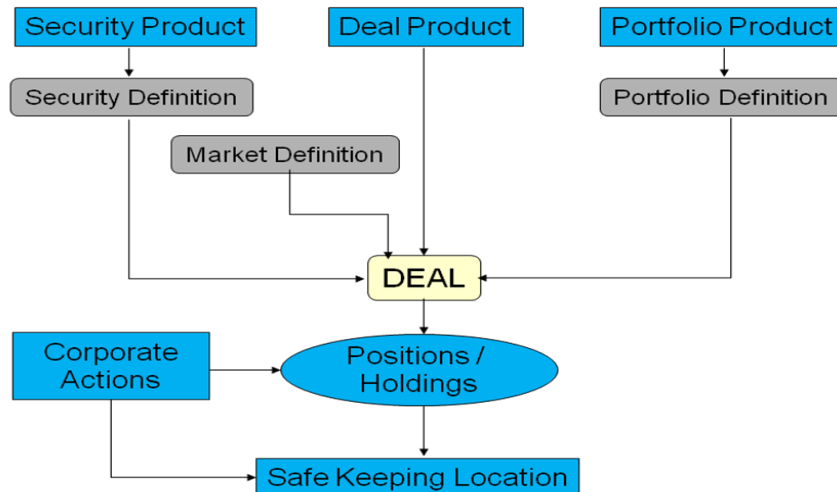 Security Product
Deal Product
Portfolio Product
Security Definition
Portfolio Definition
Market Definition
DEAL
Corporate
Actions
Positions /
Holdings
Safe Keeping Location